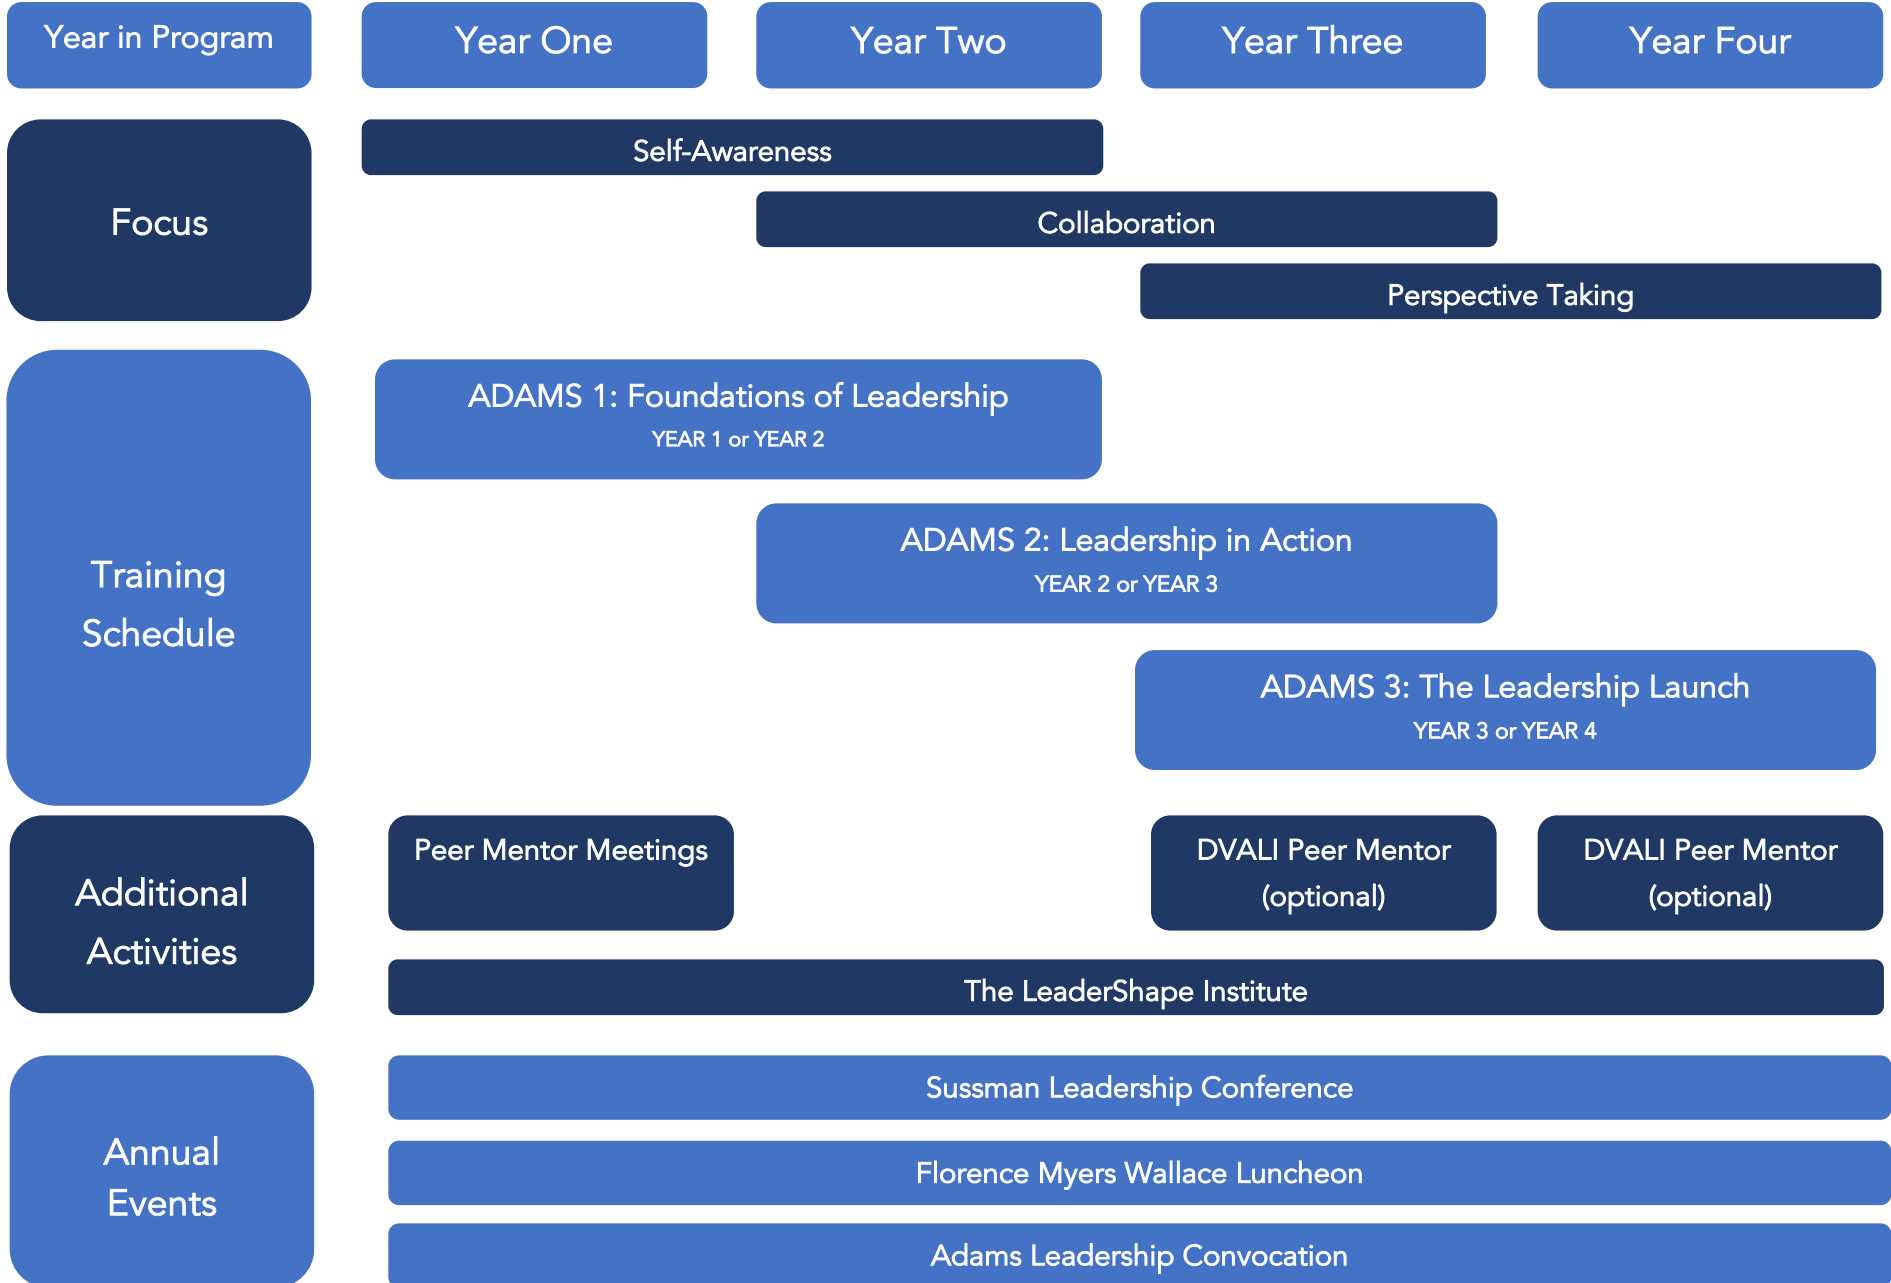 Year in Program
Year One
Year Two
Year Three
Year Four
Focus
Self-Awareness
Collaboration
Perspective Taking
Training
Schedule
ADAMS 1: Foundations of Leadership
YEAR 1 or YEAR 2
ADAMS 2: Leadership in Action
YEAR 2 or YEAR 3
ADAMS 3: The Leadership Launch
YEAR 3 or YEAR 4
Additional
Activities
Peer Mentor Meetings
DVALI Peer Mentor
(optional)
DVALI Peer Mentor
(optional)
The LeaderShape Institute
Annual
Events
Sussman Leadership Conference
Florence Myers Wallace Luncheon
Adams Leadership Convocation